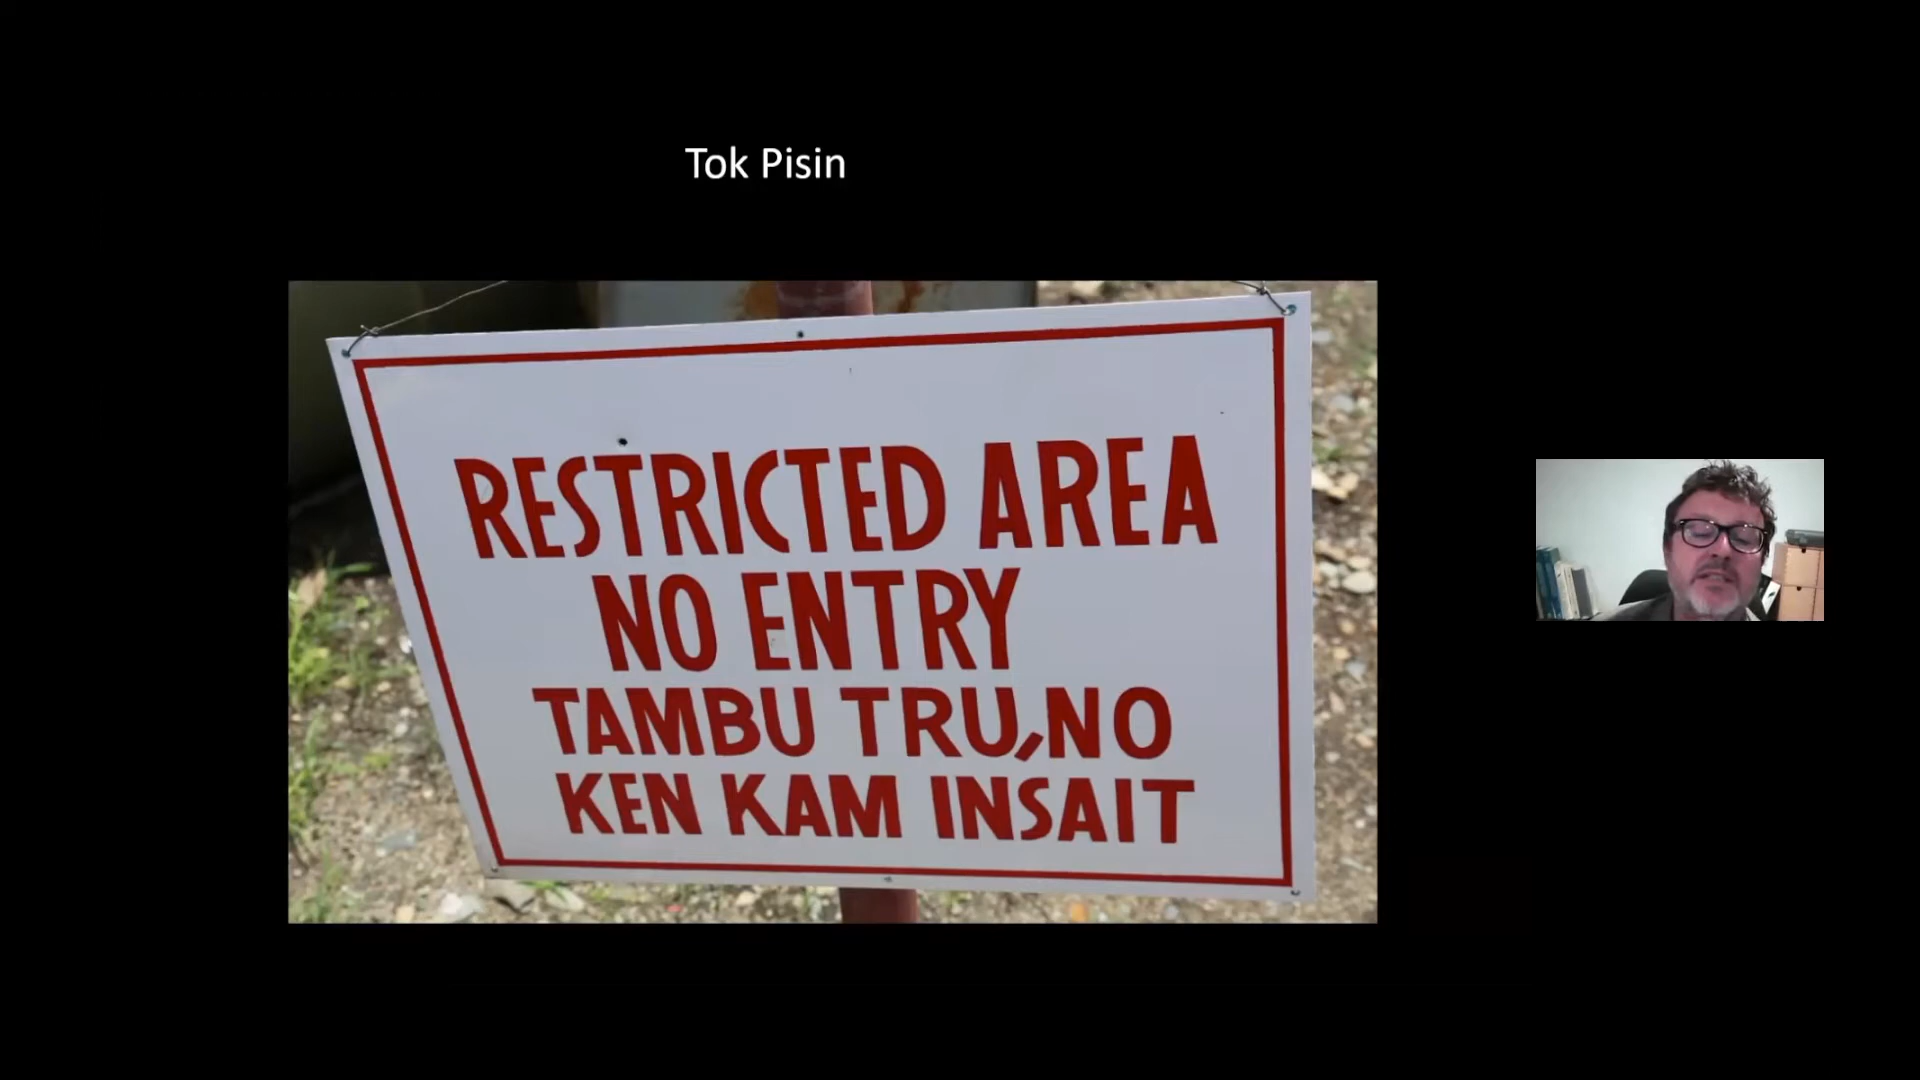 Tok Pisin
RESTRICTED AREA
NO ENTRY
TAMBU TRU,NO
KEN KAM INSAIT